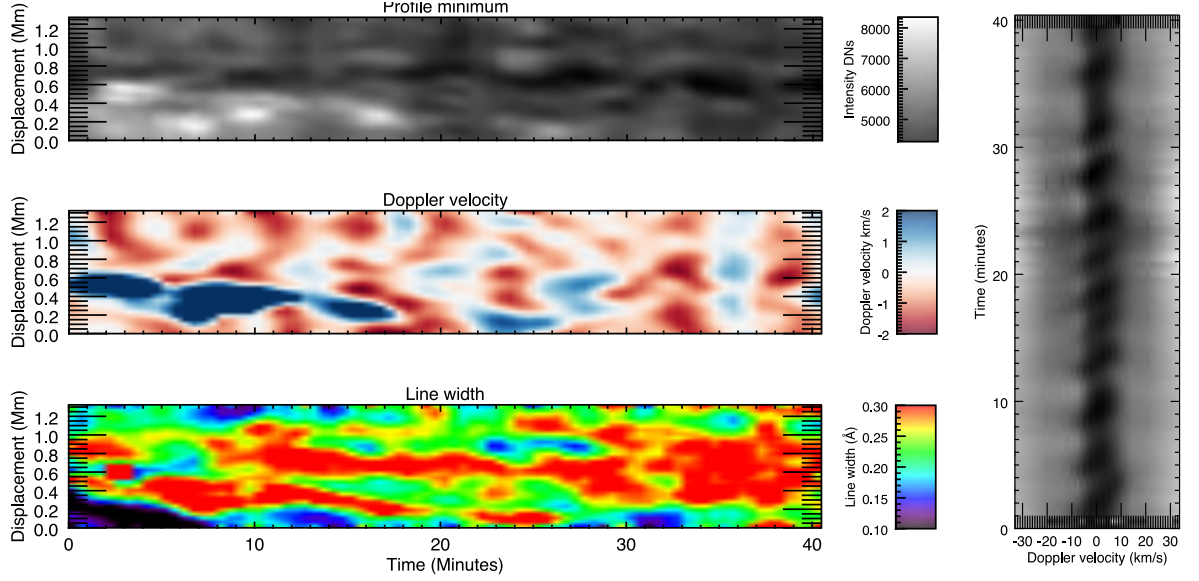 Profile minimum
Displacement (Mm)
1.2
1.0
0.8
0.6
0.4
0.2
0.0
Intensity DNs
8000
7000
6000
5000
Doppler velocity
Displacement (Mm)
1.2
1.0
0.8
0.6
0.4
0.2
0.0
Doppler velocity km/s
2
1
0
-1
-2
Line width
Displacement (Mm)
1.2
1.0
0.8
0.6
0.4
0.2
0.0
0 10 20 30 40
Time (Minutes)
Line width (Å)
0.30
0.25
0.20
0.15
0.10
Time (minutes)
40
30
20
10
0
-30 -20 -10 0 10 20 30
Doppler velocity (km/s)